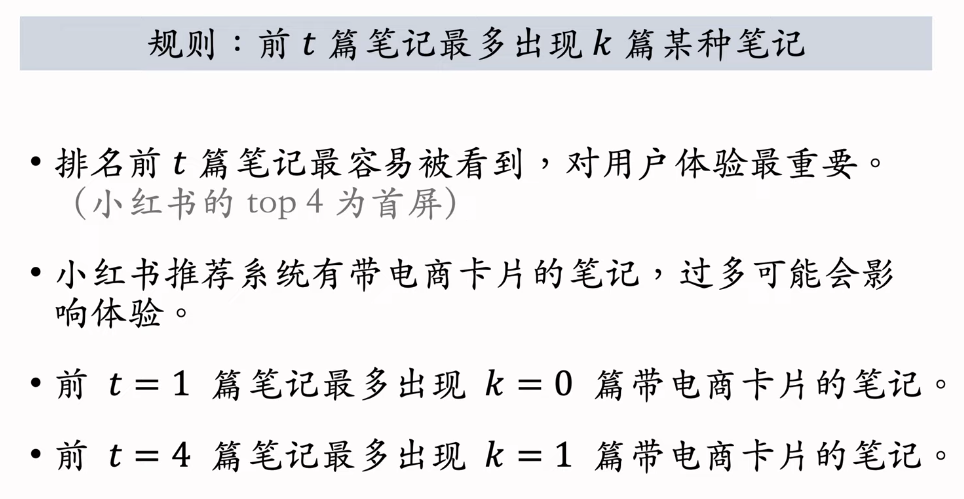 规则：前 t 篇笔记最多出现 k 篇某种笔记
• 排名前 t 篇笔记最容易被看到，对用户体验最重要。
（小红书的 top 4 为首屏）
• 小红书推荐系统有带电商卡片的笔记，过多可能会影
响体验。
• 前 t = 1 篇笔记最多出现 k = 0 篇带电商卡片的笔记。
• 前 t = 4 篇笔记最多出现 k = 1 篇带电商卡片的笔记。